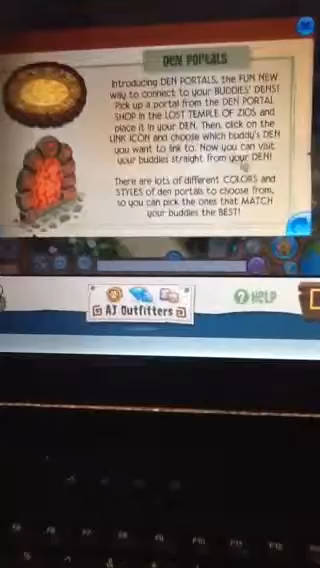 DEN PORTALS
Introducing DEN PORTALS, the FUN NEW
way to connect to your BUDDIES' DENS!
Pick up a portal from the DEN PORTAL
SHOP in the LOST TEMPLE OF ZIOS and
place it in your DEN. Then, click on the
LINK ICON and choose which buddy's DEN
you want to link to. Now you can visit
your buddies straight from your DEN!
There are lots of different COLORS and
STYLES of den portals to choose from,
so you can pick the ones that MATCH
your buddies the BEST!
AJ Outfitters
? HELP
F10